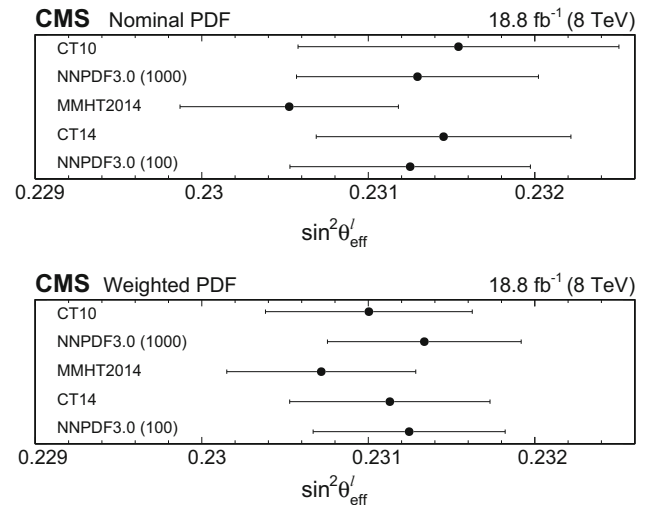 CMS Nominal PDF 18.8 fb⁻¹ (8 TeV)
CT10
NNPDF3.0 (1000)
MMHT2014
CT14
NNPDF3.0 (100)
0.229 0.23 0.231 0.232
sin²θˡeff
CMS Weighted PDF 18.8 fb⁻¹ (8 TeV)
CT10
NNPDF3.0 (1000)
MMHT2014
CT14
NNPDF3.0 (100)
0.229 0.23 0.231 0.232
sin²θˡeff